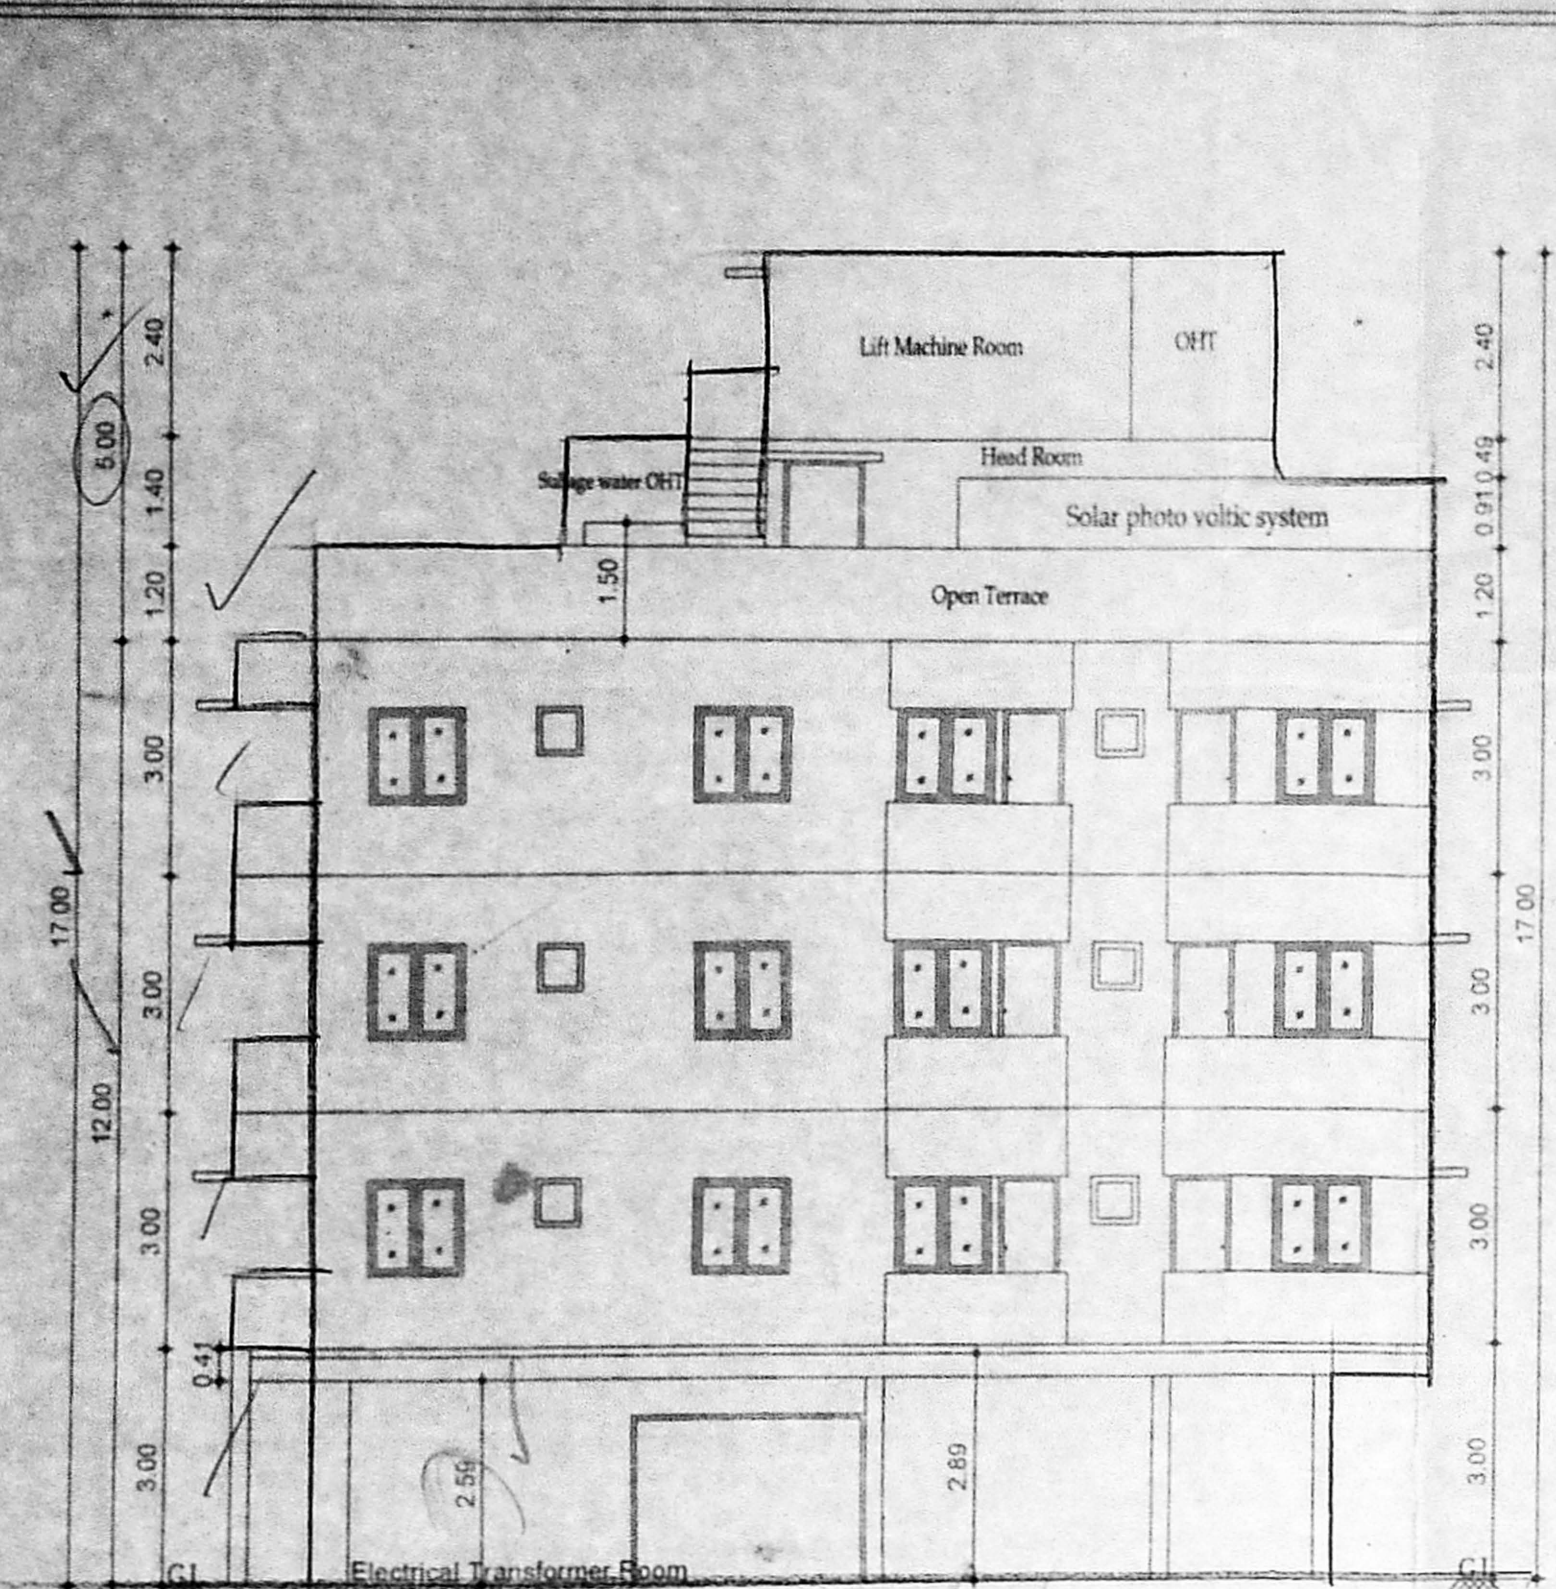 2.40
2.40
Lift Machine Room
OHT
5.00
1.40
Head Room
0.49
Sullage water OHT
Solar photo voltic system
0.91
1.50
1.20
Open Terrace
1.20
3.00
3.00
17.00
17.00
3.00
3.00
12.00
3.00
3.00
0.41
3.00
2.59
2.89
3.00
G.L
Electrical Transformer Room
G.L